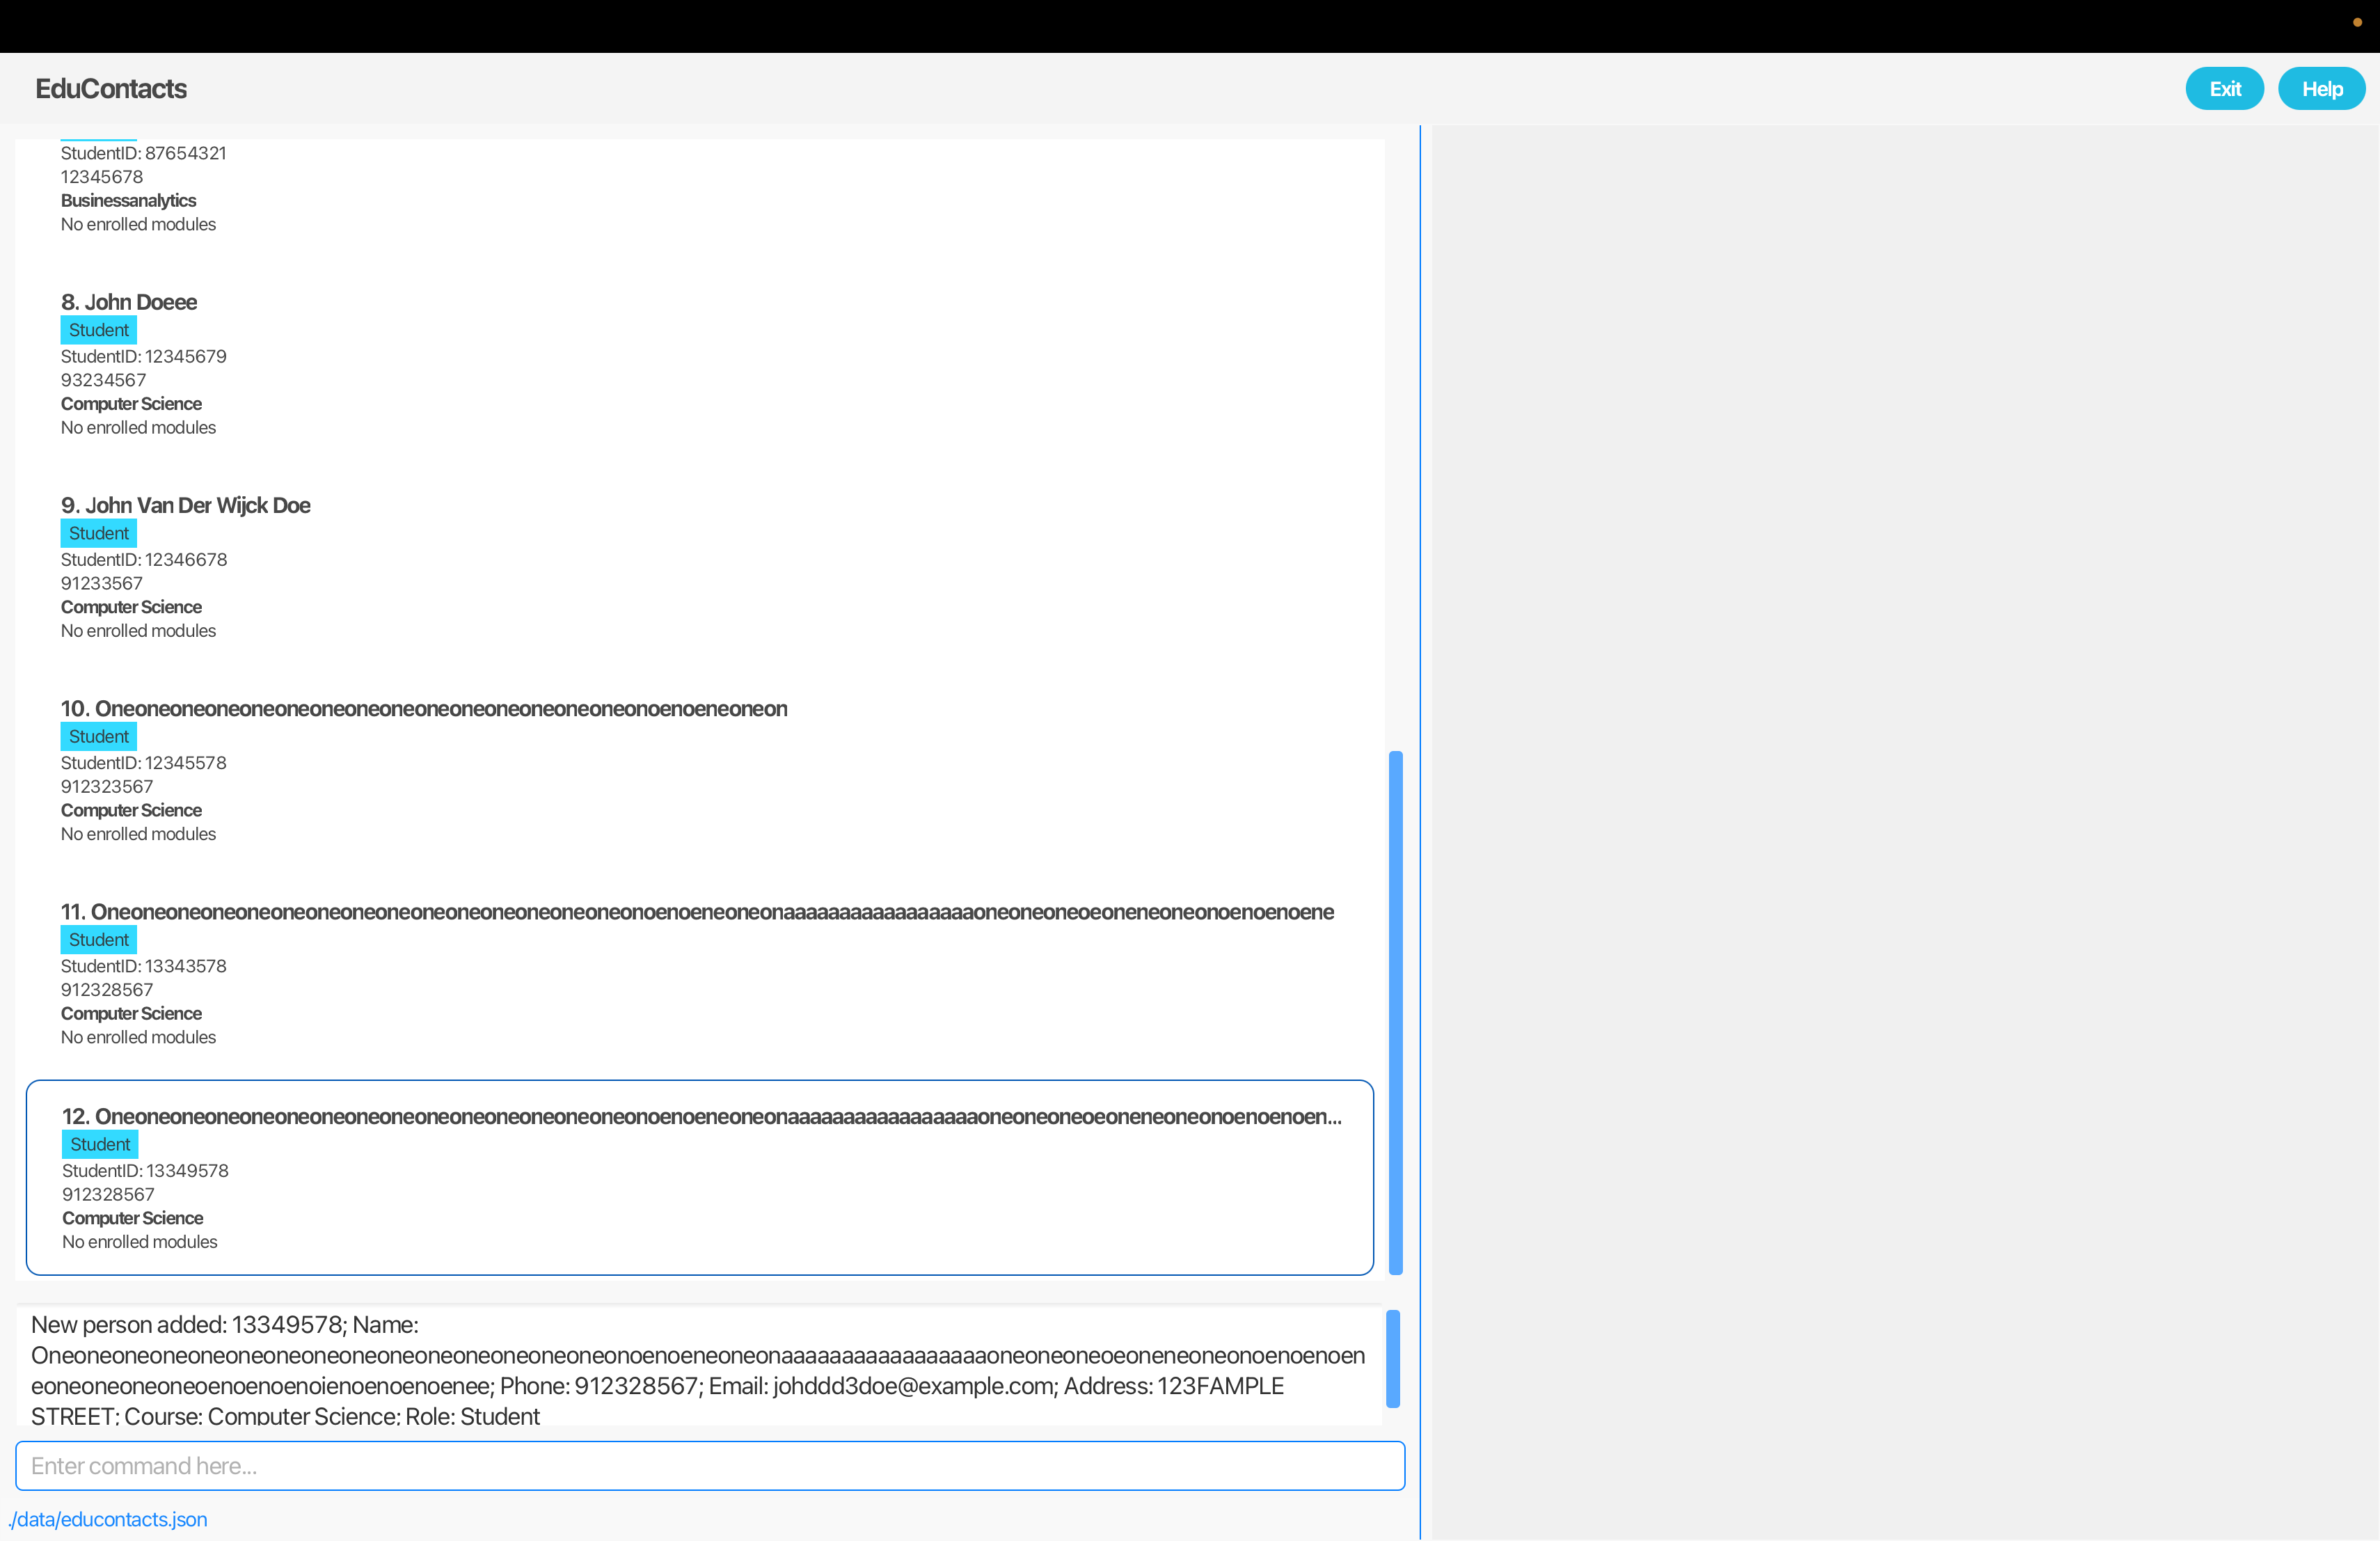 EduContacts
Exit
Help
StudentID: 87654321
12345678
Businessanalytics
No enrolled modules
8. John Doeee
Student
StudentID: 12345679
93234567
Computer Science
No enrolled modules
9. John Van Der Wijck Doe
Student
StudentID: 12346678
91233567
Computer Science
No enrolled modules
10. Oneoneoneoneoneoneoneoneoneoneoneoneoneoneoneoneonoenoeneoneon
Student
StudentID: 12345578
912323567
Computer Science
No enrolled modules
11. Oneoneoneoneoneoneoneoneoneoneoneoneoneoneoneoneonoenoeneoneonaaaaaaaaaaaaaaaaaoneoneoneoeoneneoneonoenoenoene
Student
StudentID: 13343578
912328567
Computer Science
No enrolled modules
12. Oneoneoneoneoneoneoneoneoneoneoneoneoneoneoneoneonoenoeneoneonaaaaaaaaaaaaaaaaaoneoneoneoeoneneoneonoenoenoen...
Student
StudentID: 13349578
912328567
Computer Science
No enrolled modules
New person added: 13349578; Name:
Oneoneoneoneoneoneoneoneoneoneoneoneoneoneoneoneonoenoeneoneonaaaaaaaaaaaaaaaaaoneoneoneoeoneneoneonoenoenoen
eoneoneoneoneoenoenoenoienoenoenoenee; Phone: 912328567; Email: johddd3doe@example.com; Address: 123FAMPLE
STREET; Course: Computer Science; Role: Student
Enter command here...
./data/educontacts.json